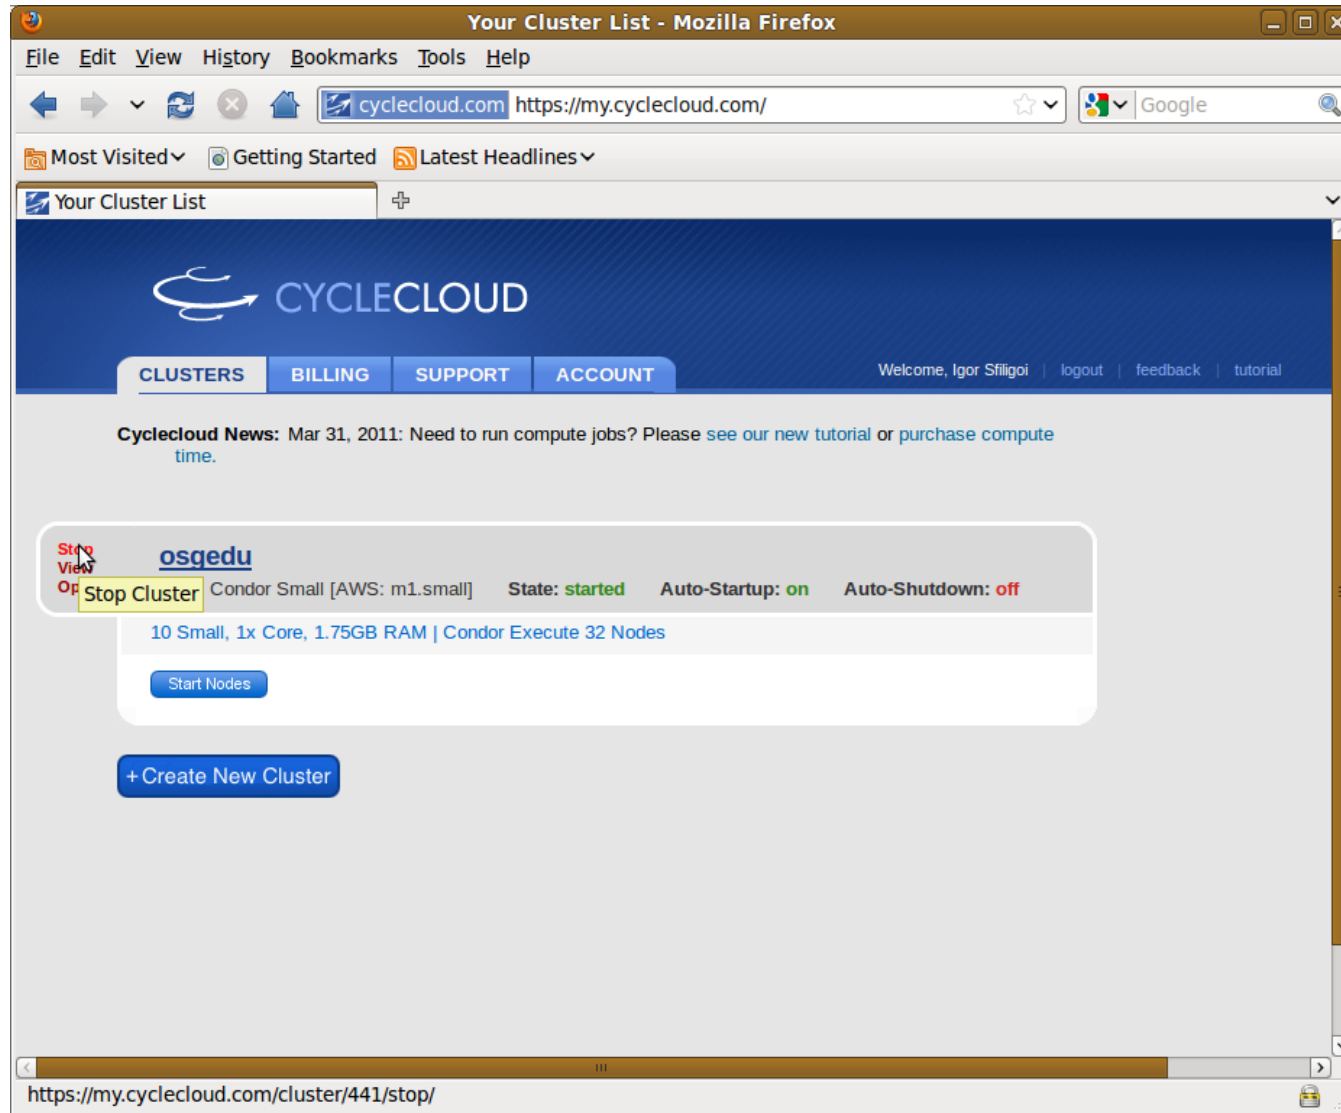 Your Cluster List - Mozilla Firefox
File Edit View History Bookmarks Tools Help
cyclecloud.com https://my.cyclecloud.com/ Google
Most Visited Getting Started Latest Headlines
Your Cluster List
CYCLECLOUD
CLUSTERS BILLING SUPPORT ACCOUNT Welcome, Igor Sfiligoi | logout | feedback | tutorial
Cyclecloud News: Mar 31, 2011: Need to run compute jobs? Please see our new tutorial or purchase compute
time.
Stop osgedu
View
Stop Cluster Condor Small [AWS: m1.small] State: started Auto-Startup: on Auto-Shutdown: off
10 Small, 1x Core, 1.75GB RAM | Condor Execute 32 Nodes
Start Nodes
+ Create New Cluster
https://my.cyclecloud.com/cluster/441/stop/